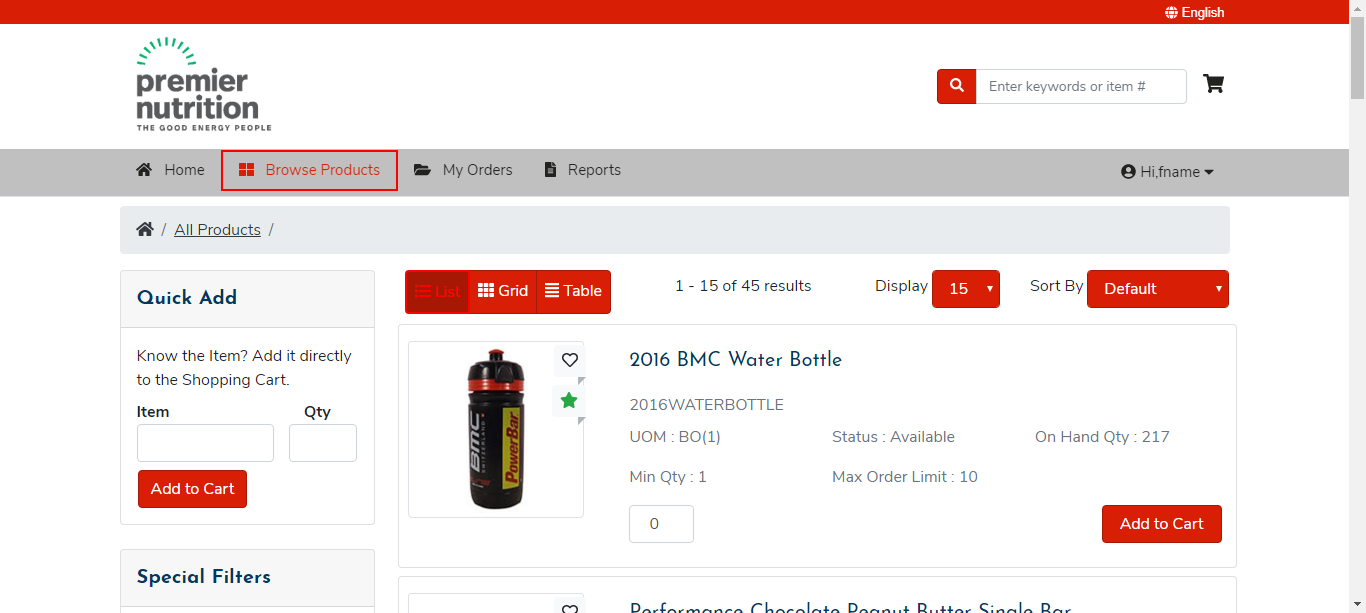 English
premier
nutrition
THE GOOD ENERGY PEOPLE
Enter keywords or item #
Home
Browse Products
My Orders
Reports
Hi,fname
/ All Products /
Quick Add
Know the Item? Add it directly
to the Shopping Cart.
Item Qty
Add to Cart
Special Filters
List
Grid
Table
1 - 15 of 45 results
Display 15
Sort By Default
BMC
SWITZERLAND
PowerBar
2016 BMC Water Bottle
2016WATERBOTTLE
UOM : BO(1) Status : Available On Hand Qty : 217
Min Qty : 1 Max Order Limit : 10
0 Add to Cart
Performance Chocolate Peanut Butter Single Bar